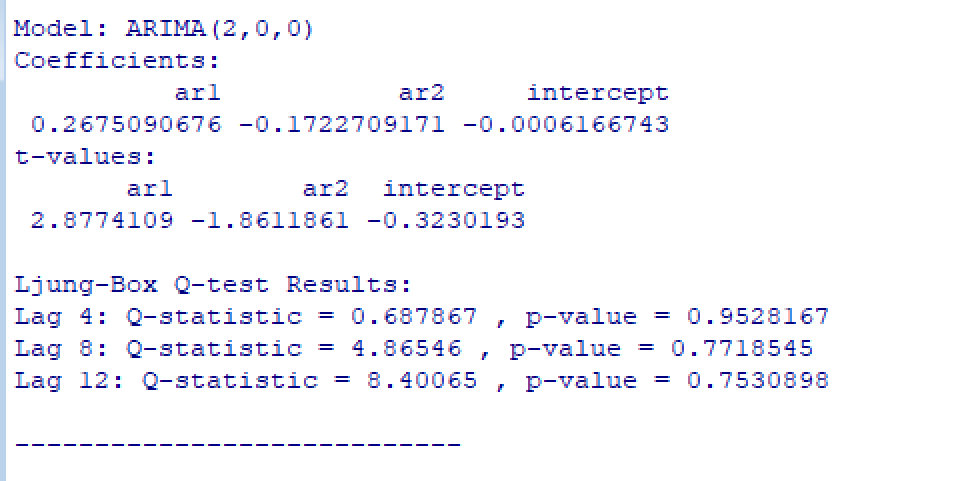 Model: ARIMA(2,0,0)
Coefficients:
ar1 ar2 intercept
0.2675090676 -0.1722709171 -0.0006166743
t-values:
ar1 ar2 intercept
2.8774109 -1.8611861 -0.3230193
Ljung-Box Q-test Results:
Lag 4: Q-statistic = 0.687867 , p-value = 0.9528167
Lag 8: Q-statistic = 4.86546 , p-value = 0.7718545
Lag 12: Q-statistic = 8.40065 , p-value = 0.7530898
----------------------------